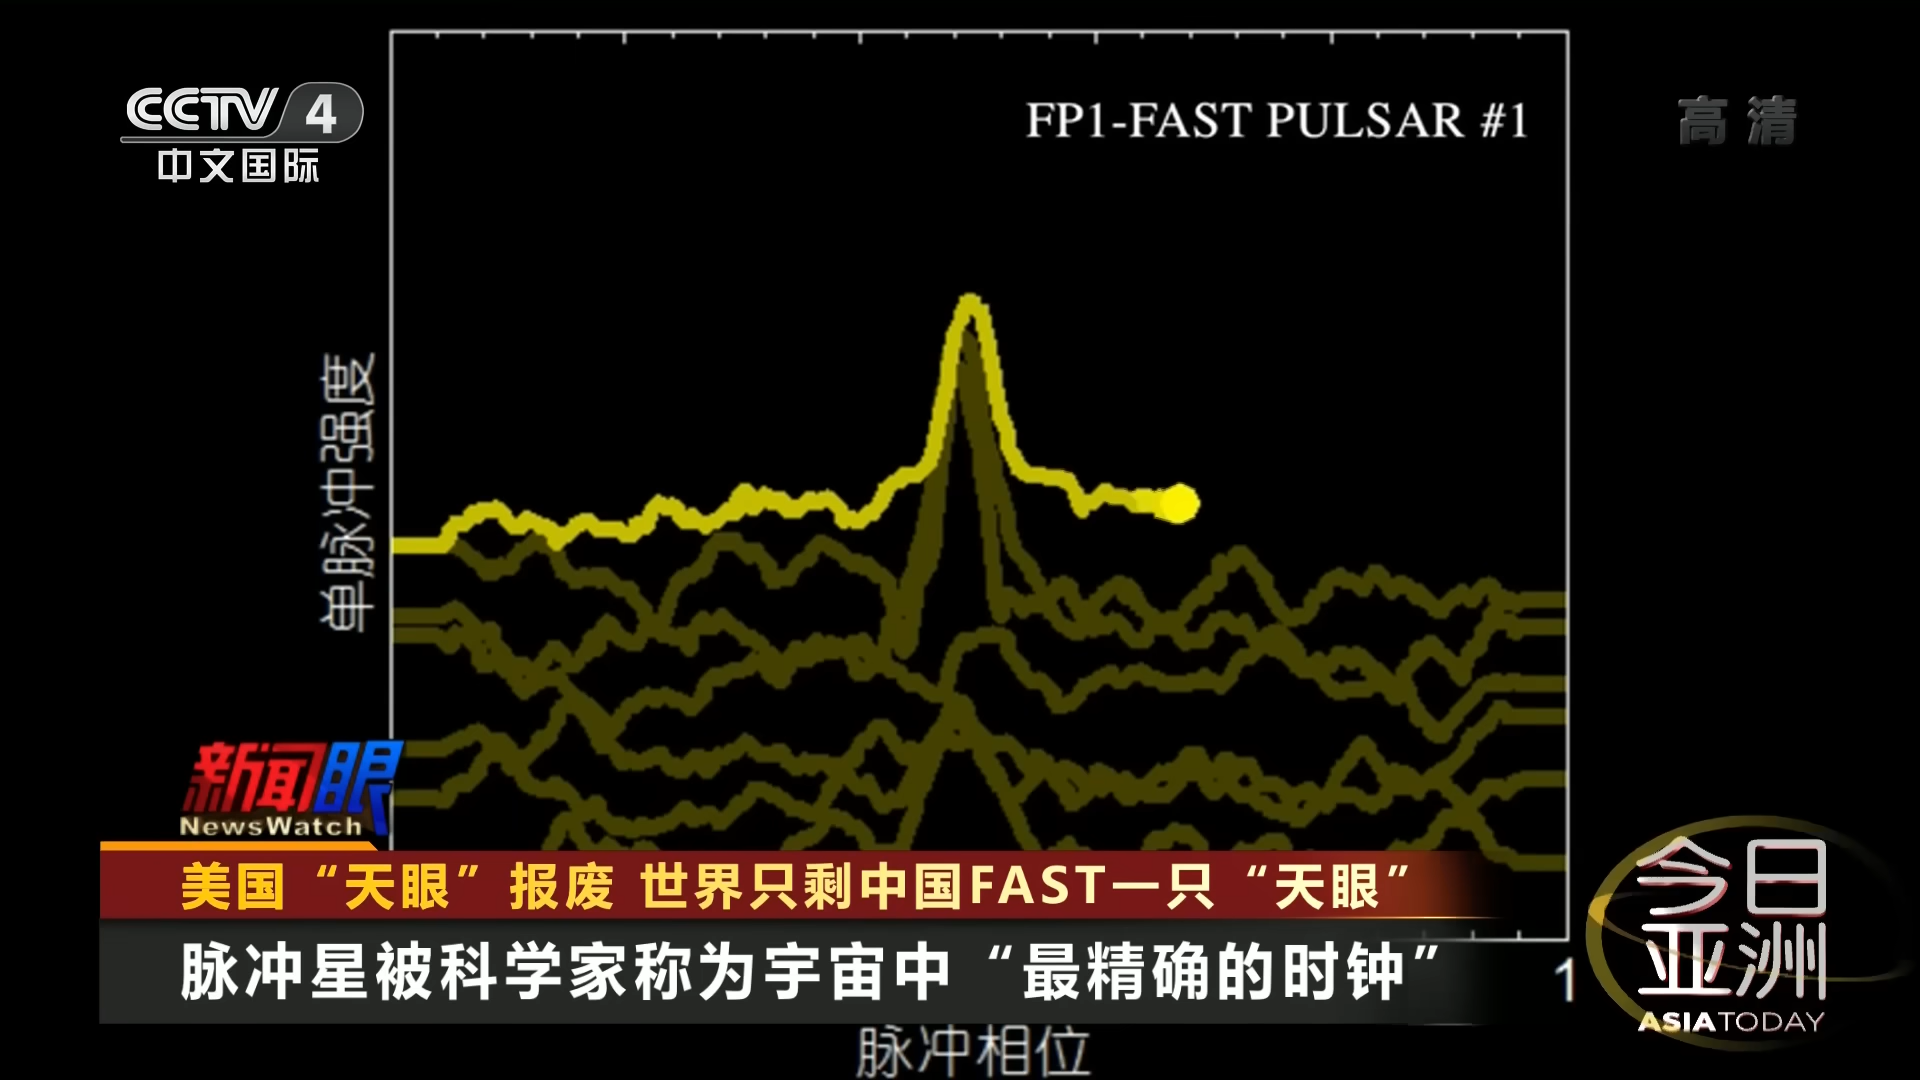 CCTV 4
中文国际
高清
FP1-FAST PULSAR #1
单脉冲强度
新闻眼
NewsWatch
美国“天眼”报废 世界只剩中国FAST一只“天眼”
脉冲星被科学家称为宇宙中“最精确的时钟”
1
脉冲相位
今日
亚洲
ASIA TODAY